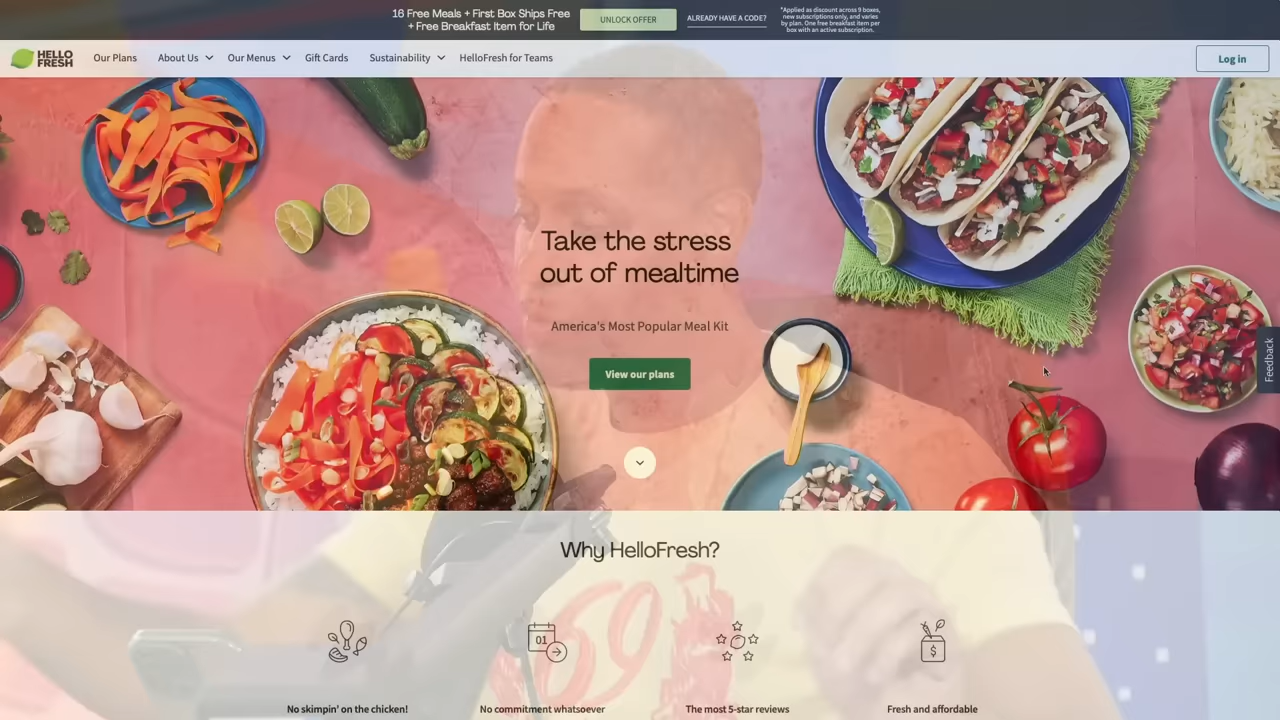 16 Free Meals + First Box Ships Free
+ Free Breakfast Item for Life
UNLOCK OFFER
ALREADY HAVE A CODE?
*Applied as discount across 9 boxes,
new subscriptions only, and varies
by plan. One free breakfast item per
box with an active subscription.
HELLO
FRESH
Our Plans
About Us
Our Menus
Gift Cards
Sustainability
HelloFresh for Teams
Log in
Take the stress
out of mealtime
America's Most Popular Meal Kit
View our plans
Feedback
Why HelloFresh?
69
01
$
No skimpin' on the chicken!
No commitment whatsoever
The most 5-star reviews
Fresh and affordable